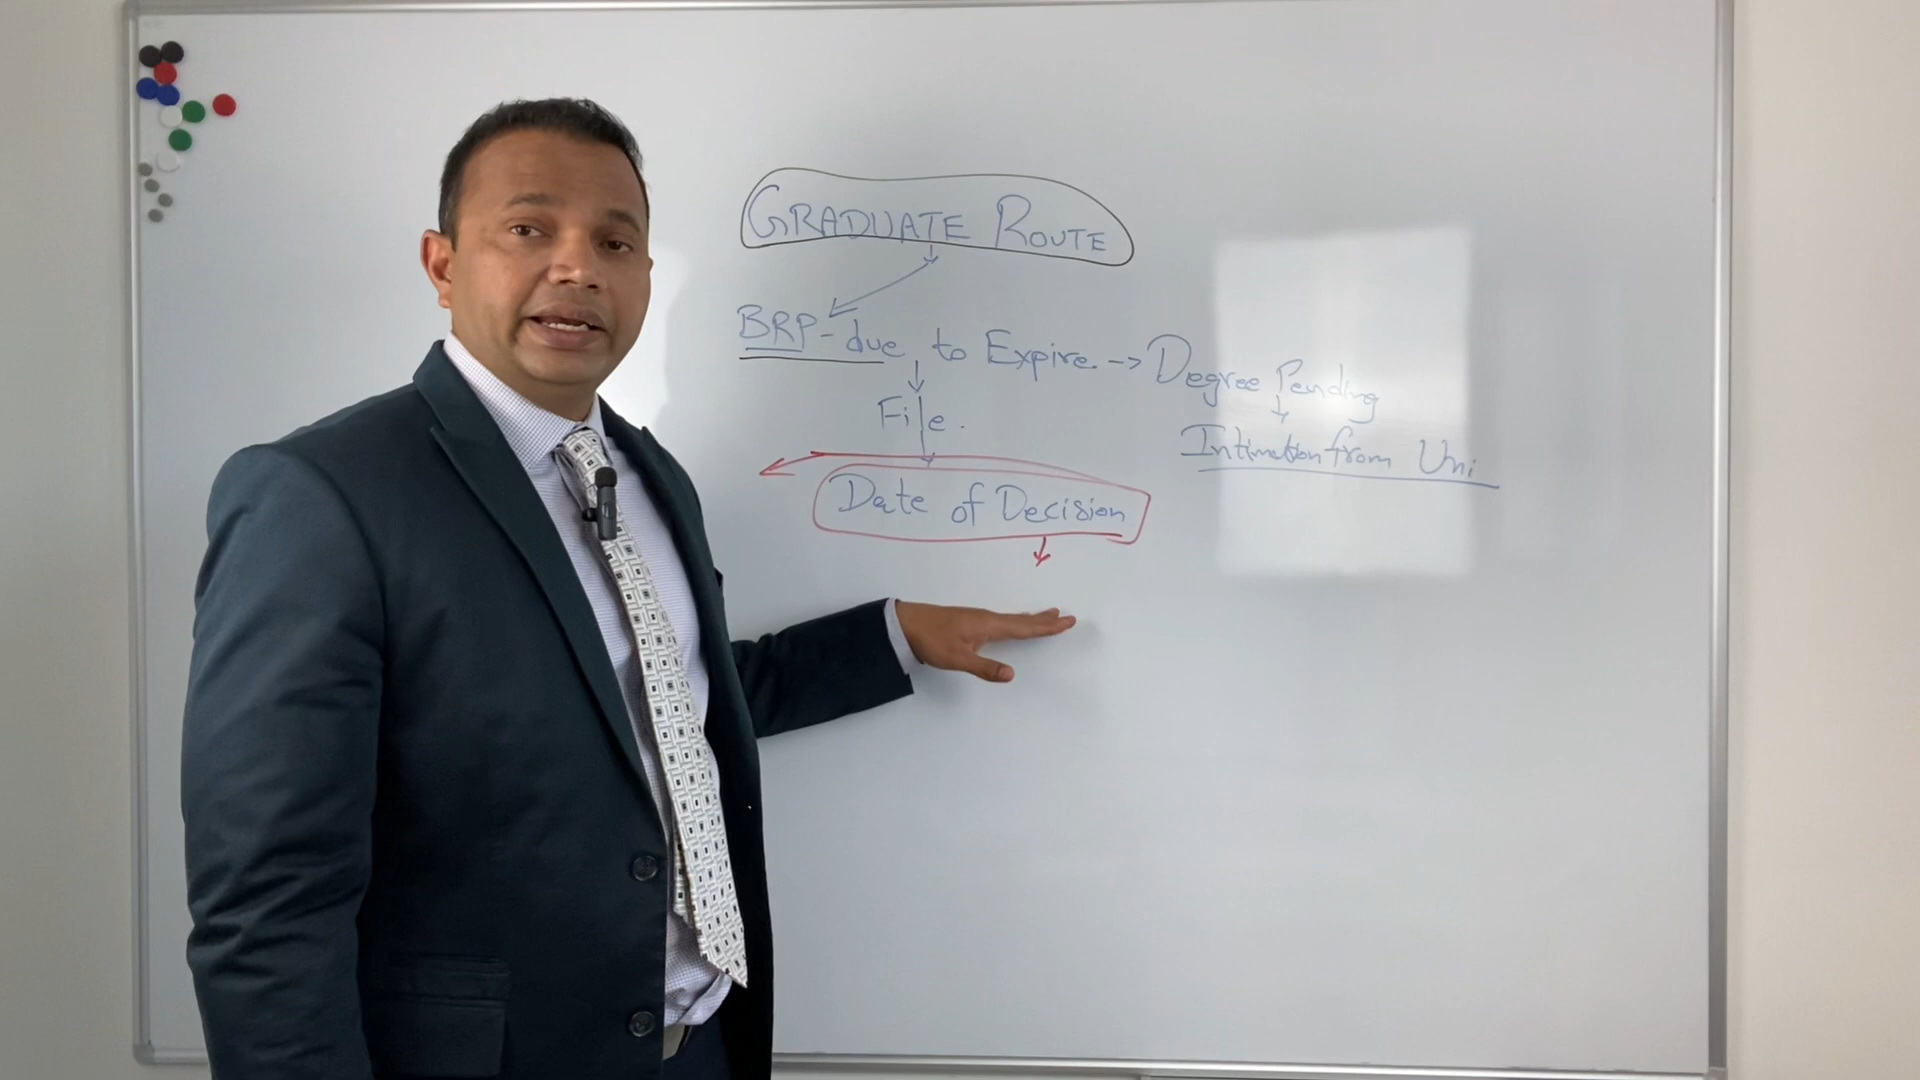 GRADUATE ROUTE
BRP - due to Expire. -> Degree Pending
File.
Intimation from Uni
Date of Decision